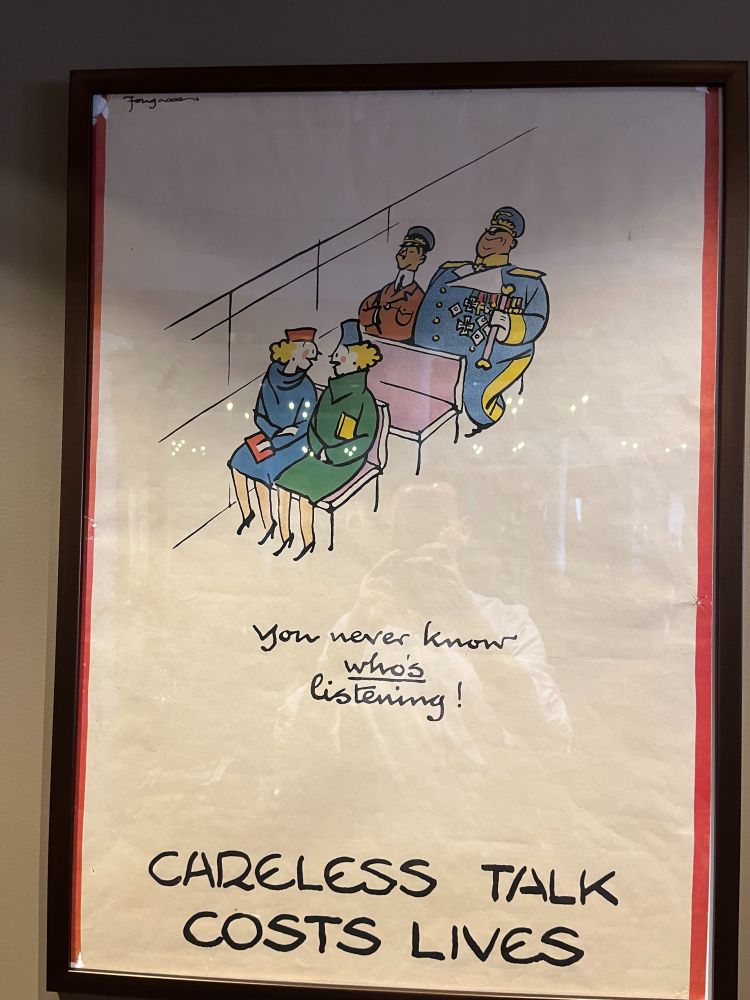 Fougasse
you never know
who's
listening!
CARELESS TALK
COSTS LIVES